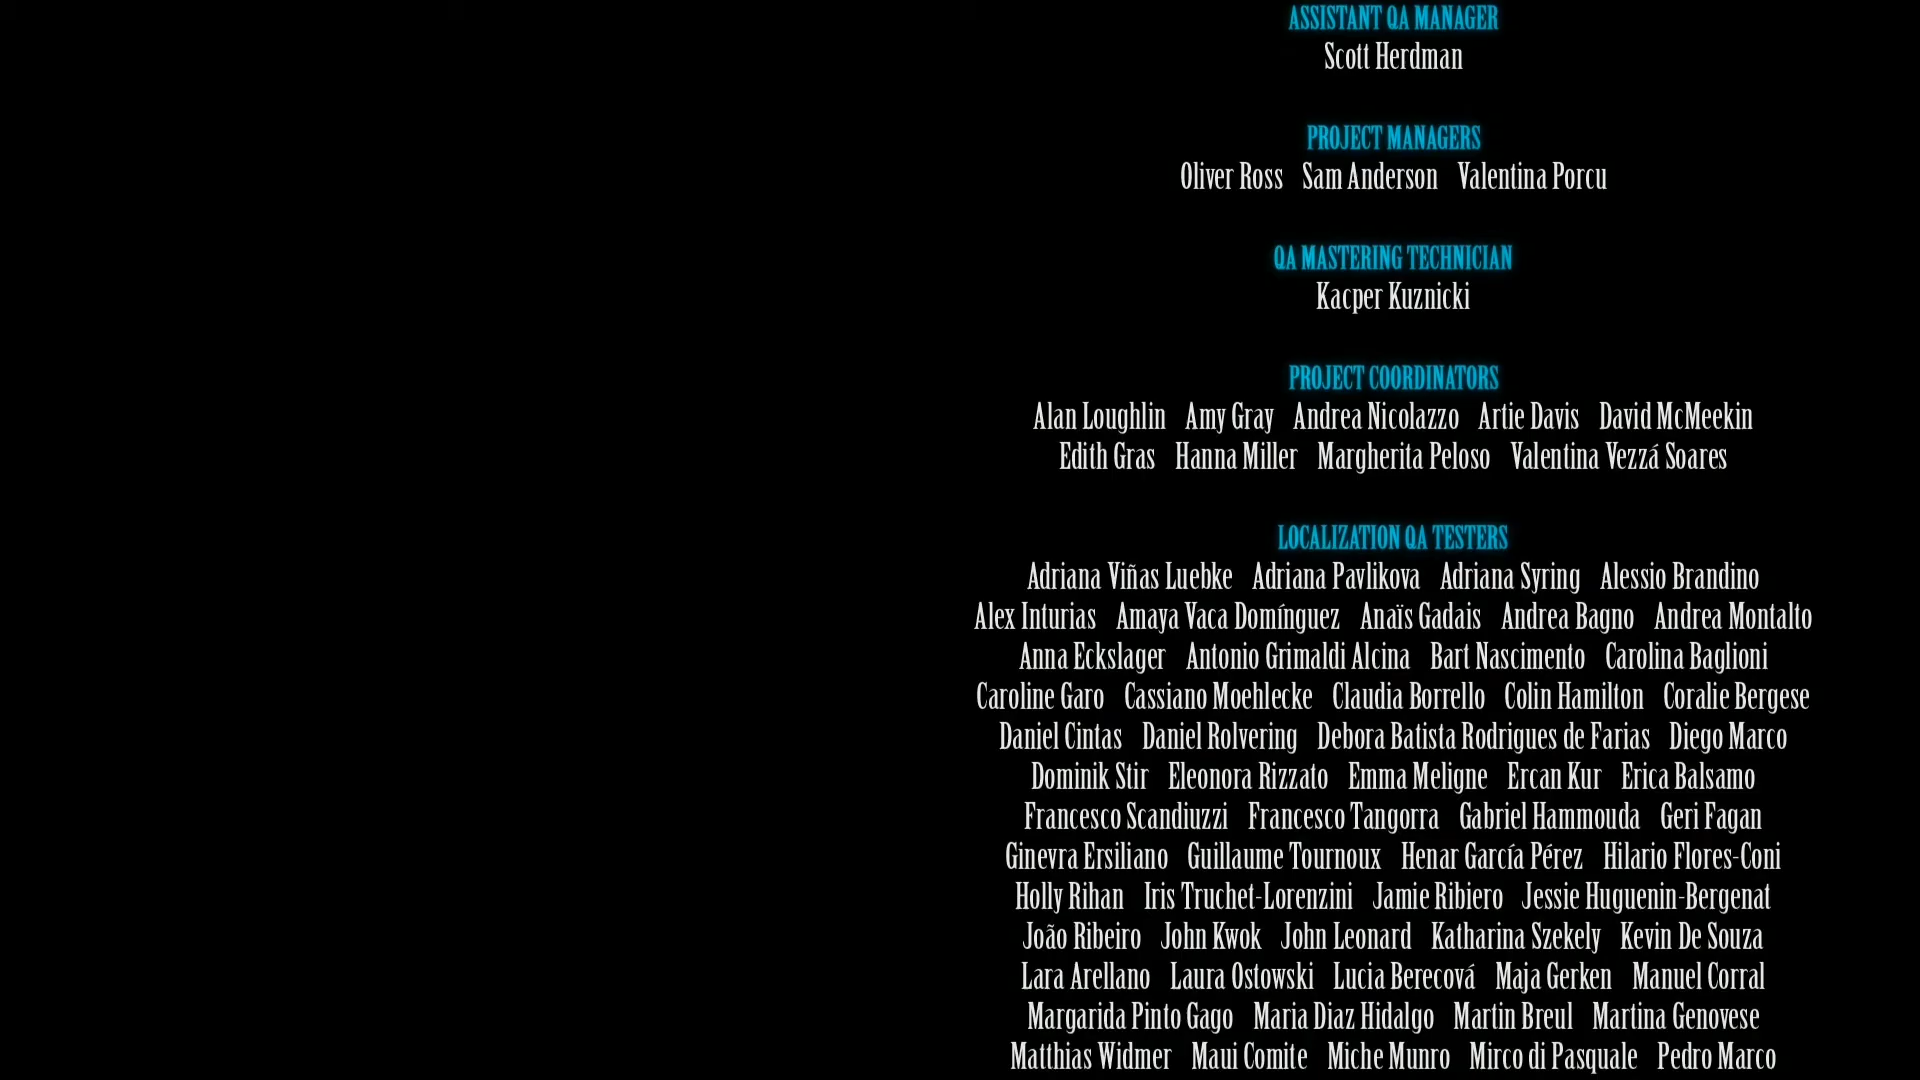 ASSISTANT QA MANAGER
Scott Herdman
PROJECT MANAGERS
Oliver Ross Sam Anderson Valentina Porcu
QA MASTERING TECHNICIAN
Kacper Kuznicki
PROJECT COORDINATORS
Alan Loughlin Amy Gray Andrea Nicolazzo Artie Davis David McMeekin
Edith Gras Hanna Miller Margherita Peloso Valentina Vezzá Soares
LOCALIZATION QA TESTERS
Adriana Viñas Luebke Adriana Pavlikova Adriana Syring Alessio Brandino
Alex Inturias Amaya Vaca Domínguez Anaïs Gadais Andrea Bagno Andrea Montalto
Anna Eckslager Antonio Grimaldi Alcina Bart Nascimento Carolina Baglioni
Caroline Garo Cassiano Moehlecke Claudia Borrello Colin Hamilton Coralie Bergese
Daniel Cintas Daniel Rolvering Debora Batista Rodrigues de Farias Diego Marco
Dominik Stir Eleonora Rizzato Emma Meligne Ercan Kur Erica Balsamo
Francesco Scandiuzzi Francesco Tangorra Gabriel Hammouda Geri Fagan
Ginevra Ersiliano Guillaume Tournoux Henar García Pérez Hilario Flores-Coni
Holly Rihan Iris Truchet-Lorenzini Jamie Ribiero Jessie Huguenin-Bergenat
João Ribeiro John Kwok John Leonard Katharina Szekely Kevin De Souza
Lara Arellano Laura Ostowski Lucia Berecová Maja Gerken Manuel Corral
Margarida Pinto Gago Maria Diaz Hidalgo Martin Breul Martina Genovese
Matthias Widmer Maui Comite Miche Munro Mirco di Pasquale Pedro Marco